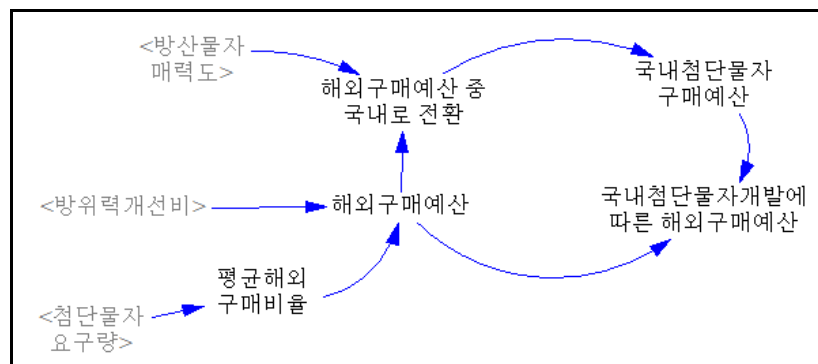 <방산물자
매력도>
해외구매예산 중
국내로 전환
국내첨단물자
구매예산
<방위력개선비>
해외구매예산
국내첨단물자개발에
따른 해외구매예산
평균해외
구매비율
<첨단물자
요구량>